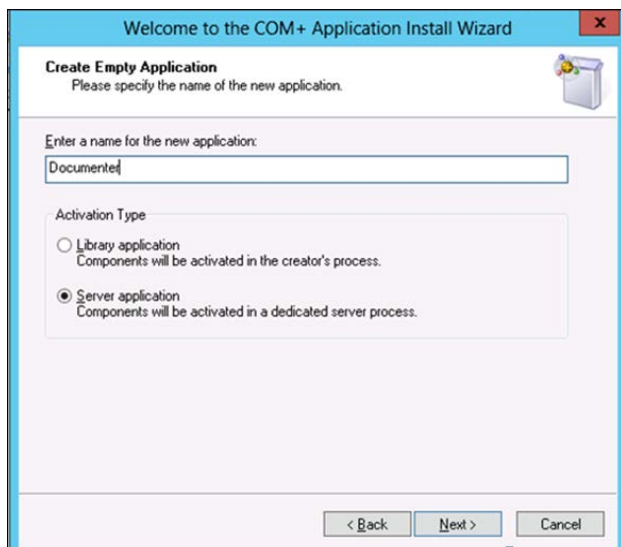 Welcome to the COM+ Application Install Wizard
x
Create Empty Application
Please specify the name of the new application.
Enter a name for the new application:
Documenter
Activation Type
Library application
Components will be activated in the creator's process.
Server application
Components will be activated in a dedicated server process.
< Back Next > Cancel